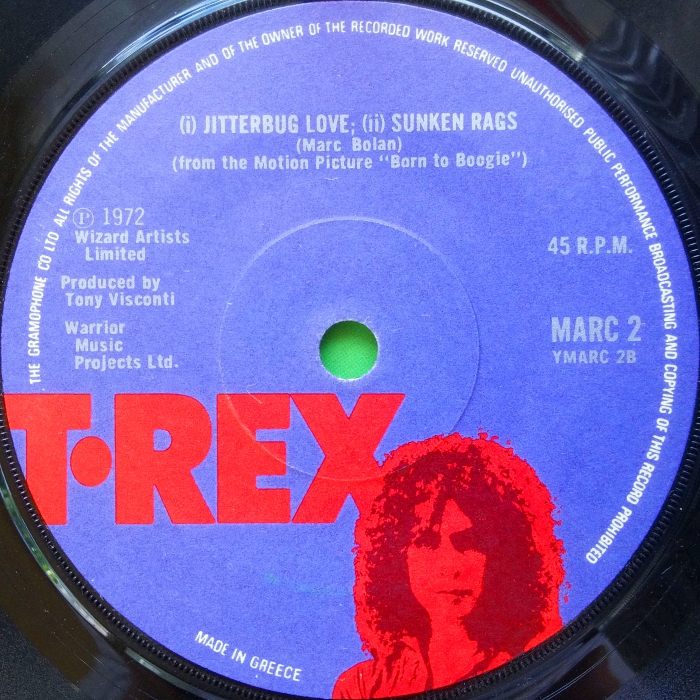 THE GRAMOPHONE CO LTD ALL RIGHTS OF THE MANUFACTURER AND OF THE OWNER OF THE RECORDED WORK RESERVED UNAUTHORISED PUBLIC PERFORMANCE BROADCASTING AND COPYING OF THIS RECORD PROHIBITED
(i) JITTERBUG LOVE; (ii) SUNKEN RAGS
(Marc Bolan)
(from the Motion Picture "Born to Boogie")
Ⓟ 1972
Wizard Artists
Limited
45 R.P.M.
Produced by
Tony Visconti
Warrior
Music
Projects Ltd.
MARC 2
YMARC 2B
T•REX
MADE IN GREECE